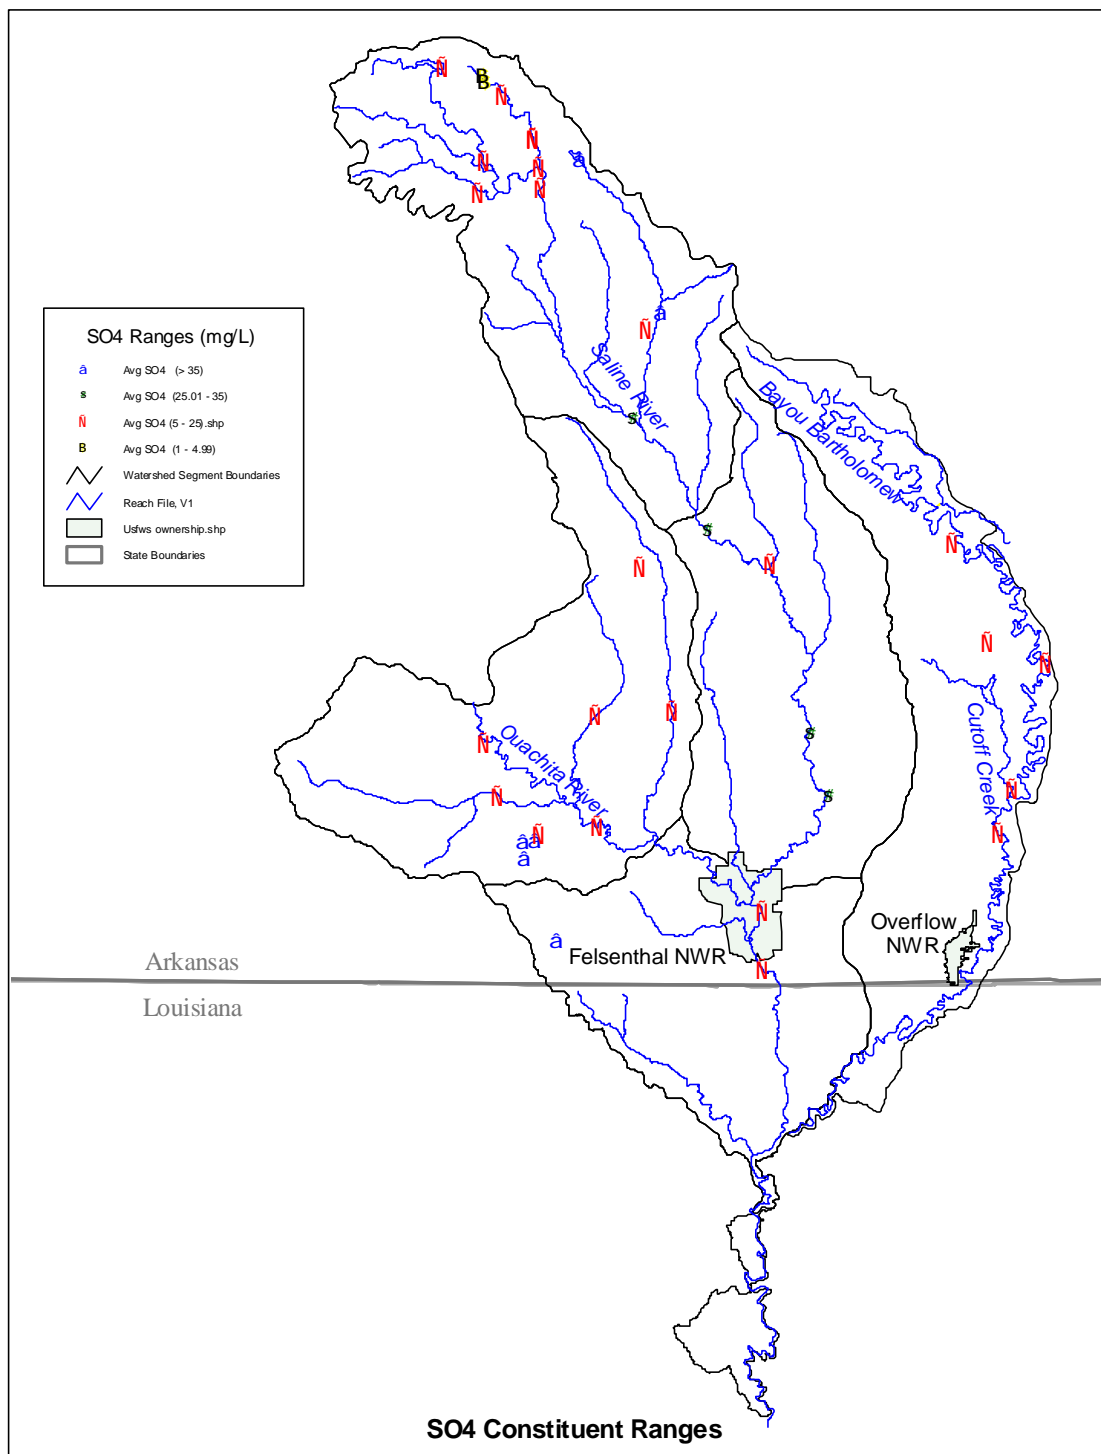 B
B
Ñ
Ñ
Ñ
Ñ
Ñ
Ñ
Ñ
â
â
Ñ
SO4 Ranges (mg/L)
â Avg SO4 (> 35)
s Avg SO4 (25.01 - 35)
Ñ Avg SO4 (5 - 25).shp
B Avg SO4 (1 - 4.99)
Watershed Segment Boundaries
Reach File, V1
Usfws ownership.shp
State Boundaries
Saline River
s
Bayou Bartholomew
s
Ñ
Ñ
Ñ
Ñ
Ñ
Cutoff Creek
Ñ
Ñ
Ñ
Ouachita River
s
s
Ñ
Ñ
Ñ
Ñ
Ñ
ââ
â
Ñ
â
Felsenthal NWR
Ñ
Overflow
NWR
Arkansas
Louisiana
SO4 Constituent Ranges